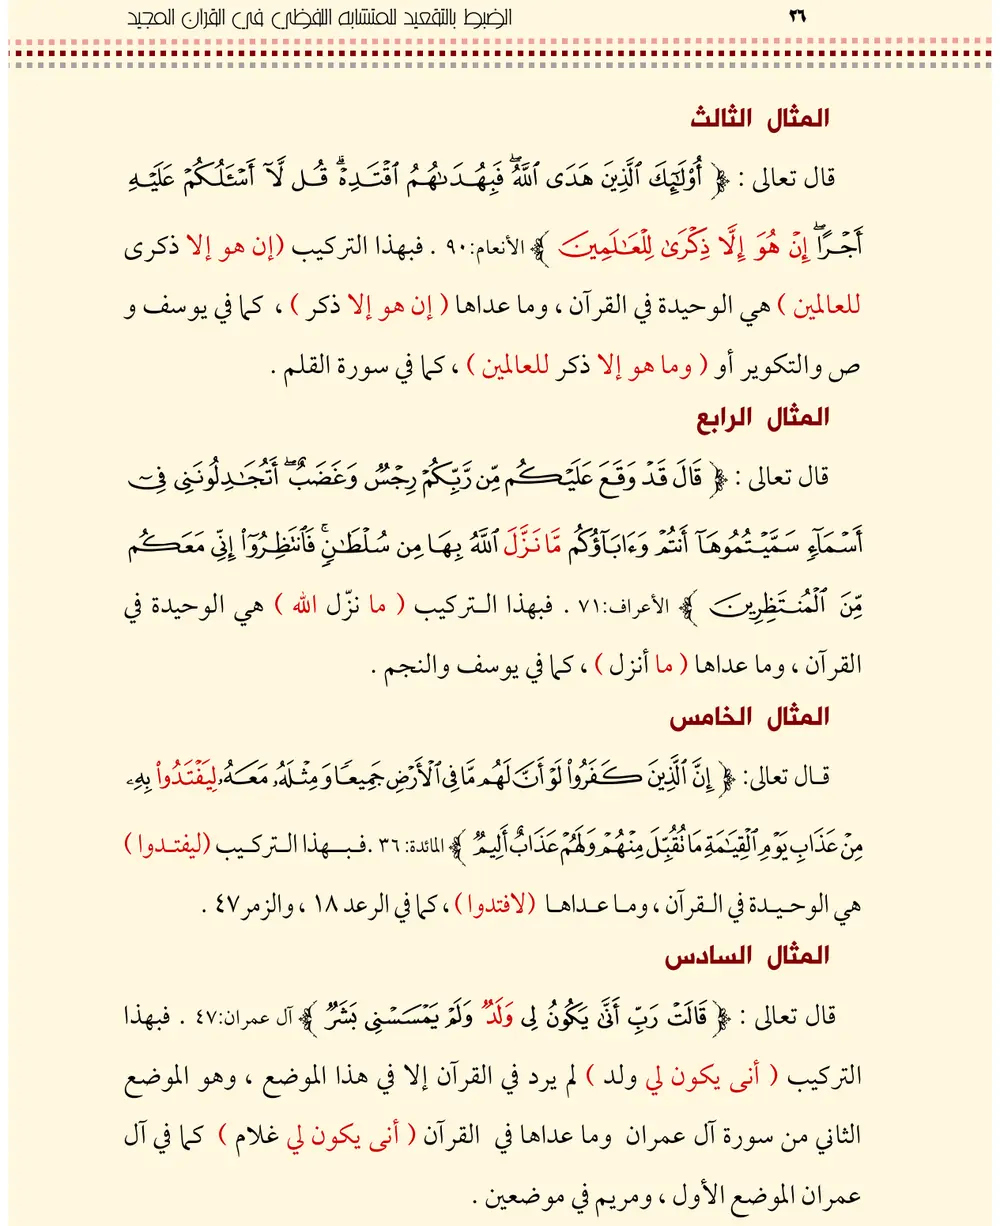 ٢٦ الضبط بالتقعيد للمتشابه اللفظي في القرآن المجيد
المثال الثالث
قال تعالى : ﴿ أُوْلَٰٓئِكَ ٱلَّذِينَ هَدَى ٱللَّهُۖ فَبِهُدَىٰهُمُ ٱقۡتَدِهۡۗ قُل لَّآ أَسۡـَٔلُكُمۡ عَلَيۡهِ
أَجۡرًاۖ إِنۡ هُوَ إِلَّا ذِكۡرَىٰ لِلۡعَٰلَمِينَ ﴾ الأنعام:٩٠ . فبهذا التركيب (إن هو إلا ذكرى
للعالمين ) هي الوحيدة في القرآن ، وما عداها ( إن هو إلا ذكر ) ، كما في يوسف و
ص والتكوير أو ( وما هو إلا ذكر للعالمين ) ، كما في سورة القلم .
المثال الرابع
قال تعالى : ﴿ قَالَ قَدۡ وَقَعَ عَلَيۡكُم مِّن رَّبِّكُمۡ رِجۡسٞ وَغَضَبٌۖ أَتُجَٰدِلُونَنِي فِيٓ
أَسۡمَآءٖ سَمَّيۡتُمُوهَآ أَنتُمۡ وَءَابَآؤُكُم مَّا نَزَّلَ ٱللَّهُ بِهَا مِن سُلۡطَٰنٖۚ فَٱنتَظِرُوٓاْ إِنِّي مَعَكُم
مِّنَ ٱلۡمُنتَظِرِينَ ﴾ الأعراف:٧١ . فبهذا التركيب ( ما نزّل الله ) هي الوحيدة في
القرآن ، وما عداها ( ما أنزل ) ، كما في يوسف والنجم .
المثال الخامس
قال تعالى: ﴿ إِنَّ ٱلَّذِينَ كَفَرُواْ لَوۡ أَنَّ لَهُم مَّا فِي ٱلۡأَرۡضِ جَمِيعٗا وَمِثۡلَهُۥ مَعَهُۥ لِيَفۡتَدُواْ بِهِۦ
مِنۡ عَذَابِ يَوۡمِ ٱلۡقِيَٰمَةِ مَا تُقُبِّلَ مِنۡهُمۡۖ وَلَهُمۡ عَذَابٌ أَلِيمٞ ﴾ المائدة: ٣٦ .فبهذا التركيب (ليفتدوا )
هي الوحيدة في القرآن ، وما عداها (لافتدوا ) ، كما في الرعد ١٨ ، والزمر٤٧ .
المثال السادس
قال تعالى : ﴿ قَالَتۡ رَبِّ أَنَّىٰ يَكُونُ لِي وَلَدٞ وَلَمۡ يَمۡسَسۡنِي بَشَرٞ ﴾ آل عمران:٤٧ . فبهذا
التركيب ( أنى يكون لي ولد ) لم يرد في القرآن إلا في هذا الموضع ، وهو الموضع
الثاني من سورة آل عمران وما عداها في القرآن ( أنى يكون لي غلام ) كما في آل
عمران الموضع الأول ، ومريم في موضعين .